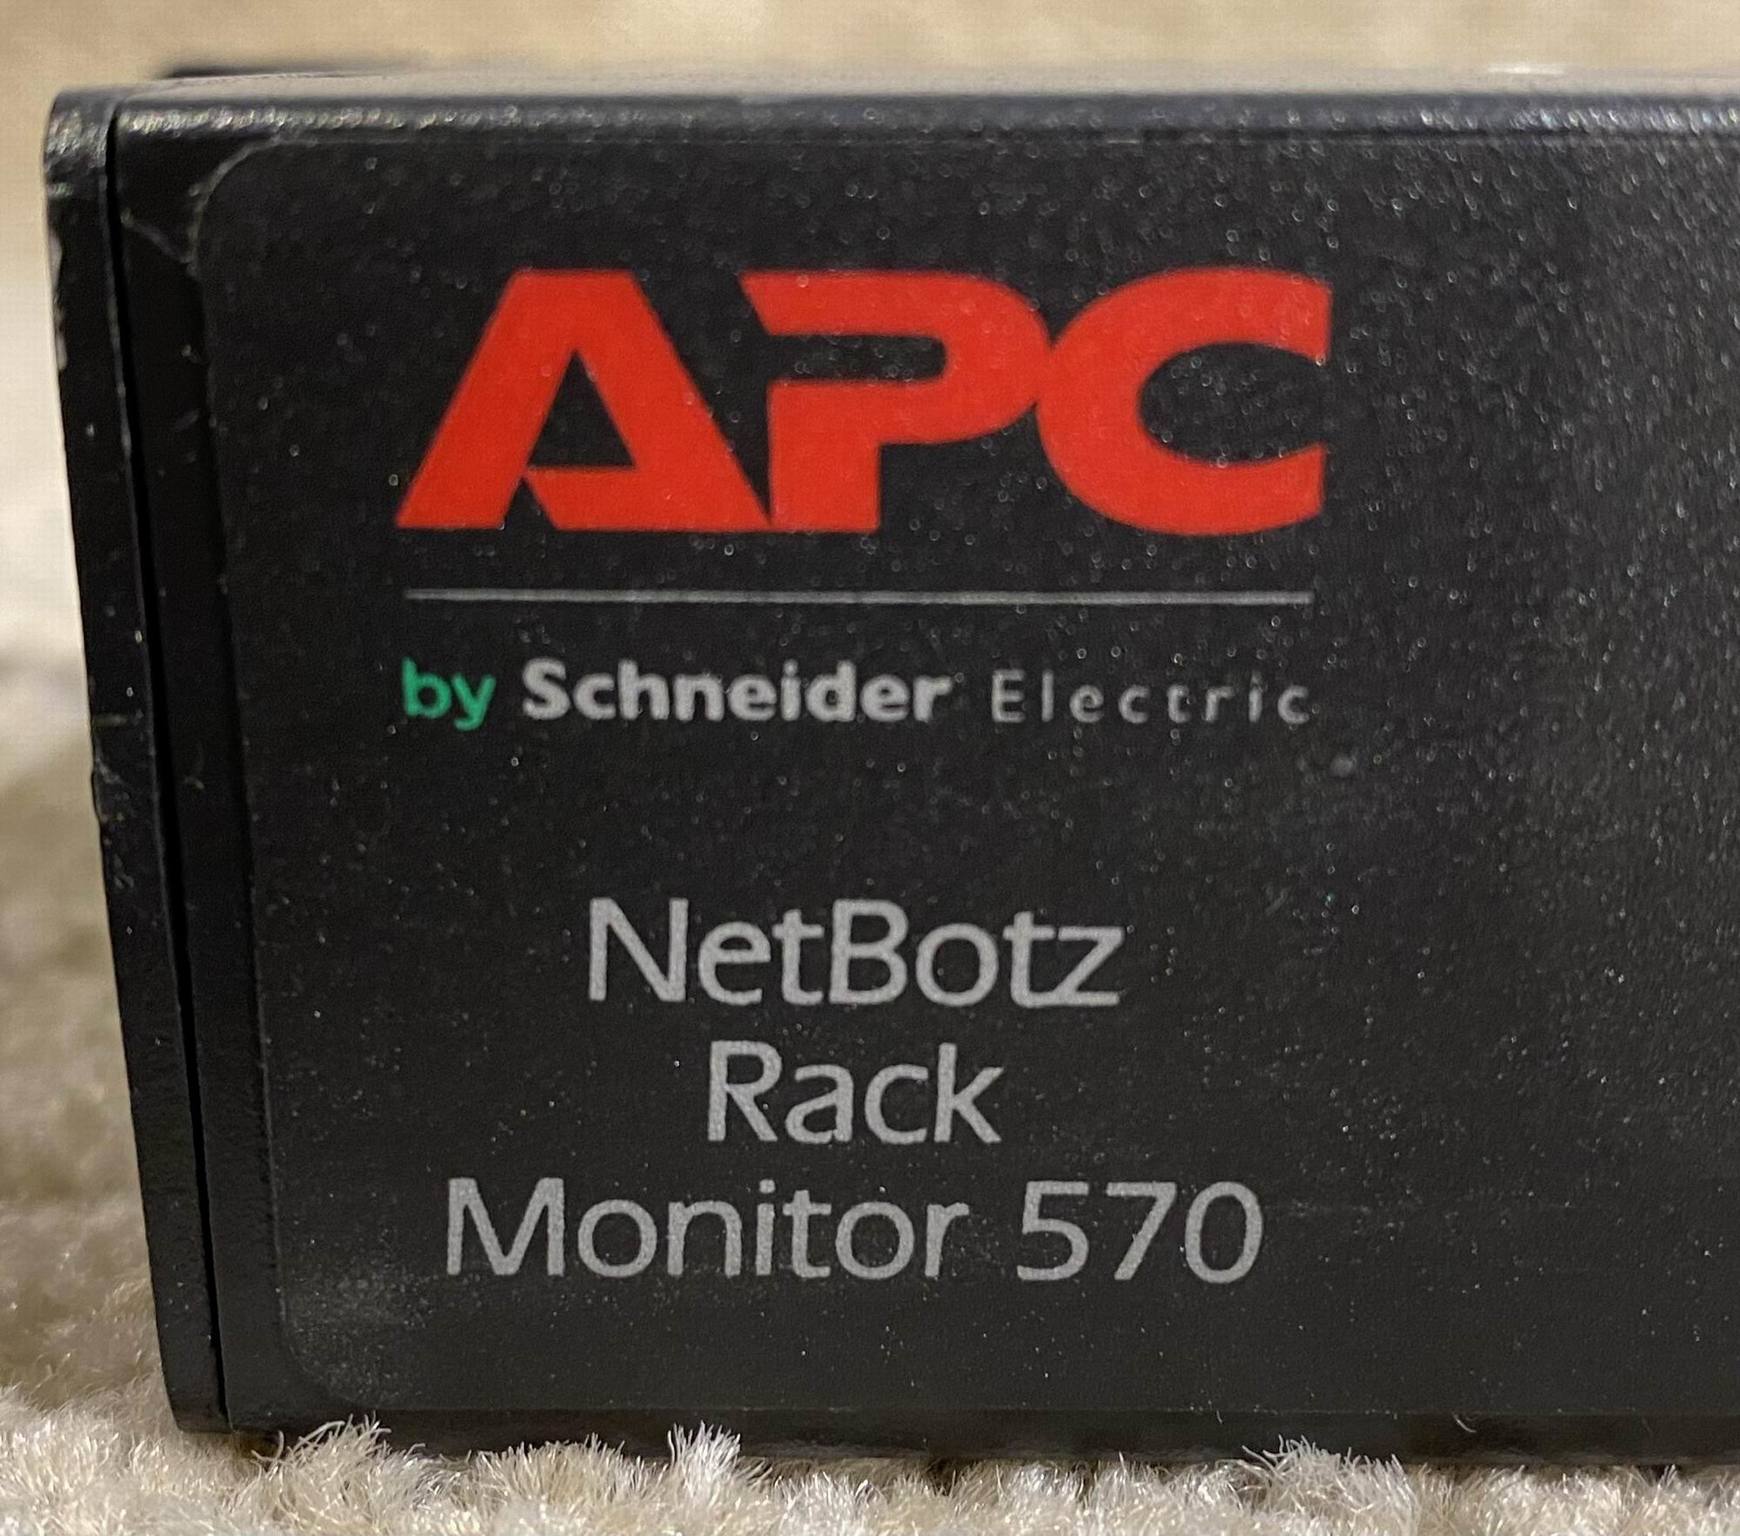 APC
by Schneider Electric
NetBotz
Rack
Monitor 570